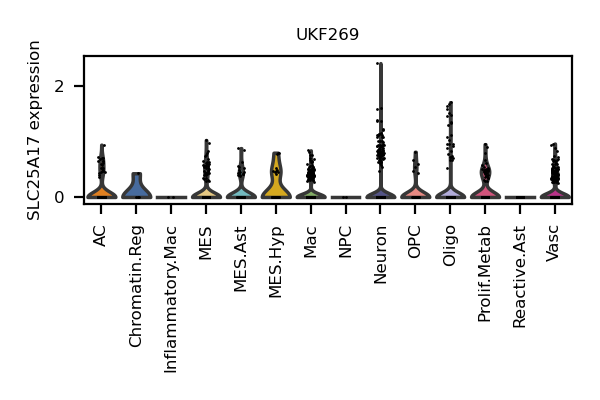 UKF269
SLC25A17 expression
2
0
AC
Chromatin.Reg
Inflammatory.Mac
MES
MES.Ast
MES.Hyp
Mac
NPC
Neuron
OPC
Oligo
Prolif.Metab
Reactive.Ast
Vasc